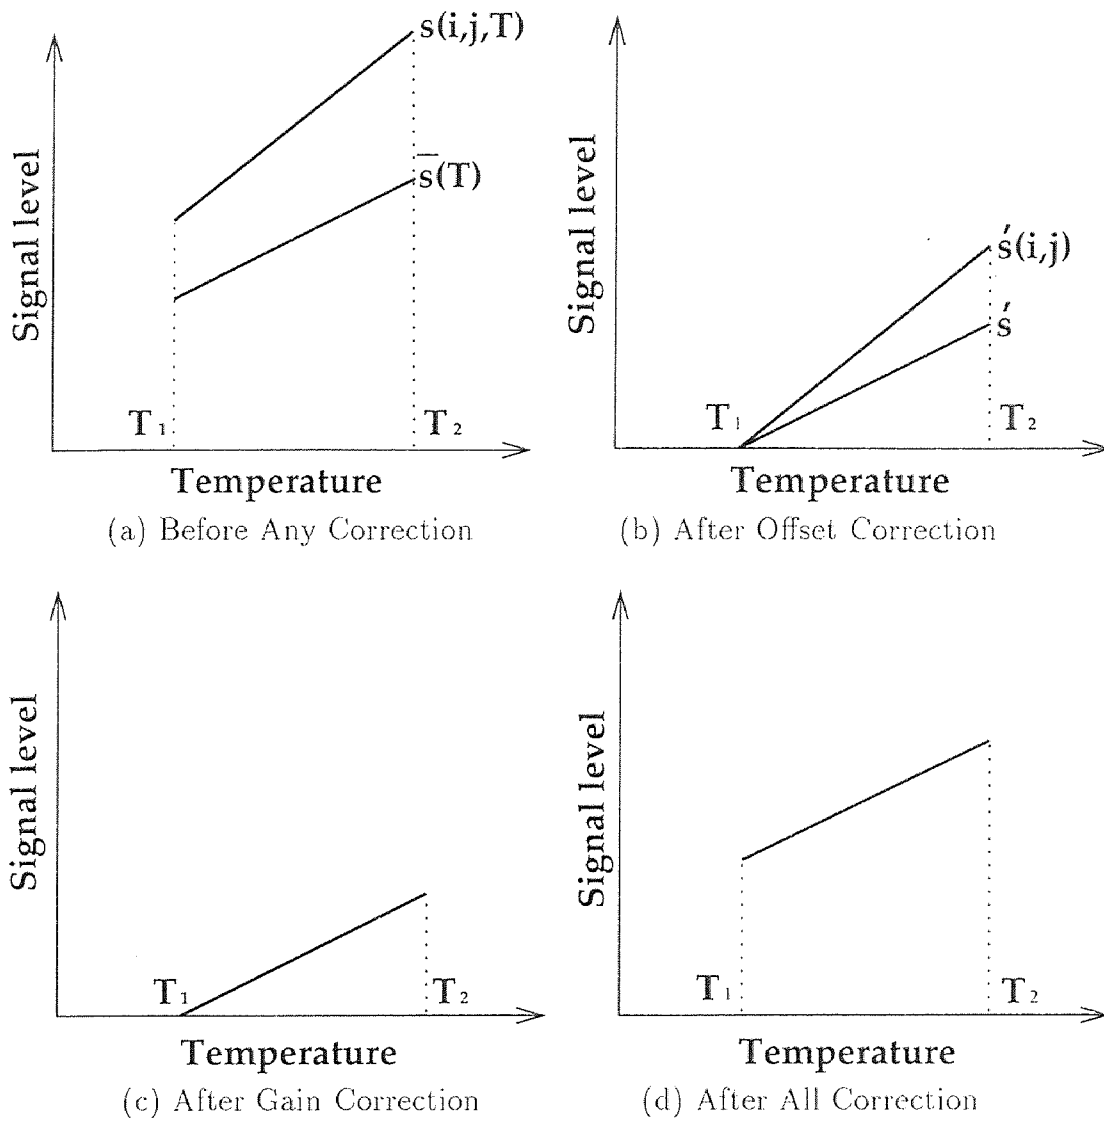 s(i,j,T)
s̄(T)
Signal level
T₁
T₂
Temperature
(a) Before Any Correction
s′(i,j)
s′
Signal level
T₁
T₂
Temperature
(b) After Offset Correction
Signal level
T₁
T₂
Temperature
(c) After Gain Correction
Signal level
T₁
T₂
Temperature
(d) After All Correction